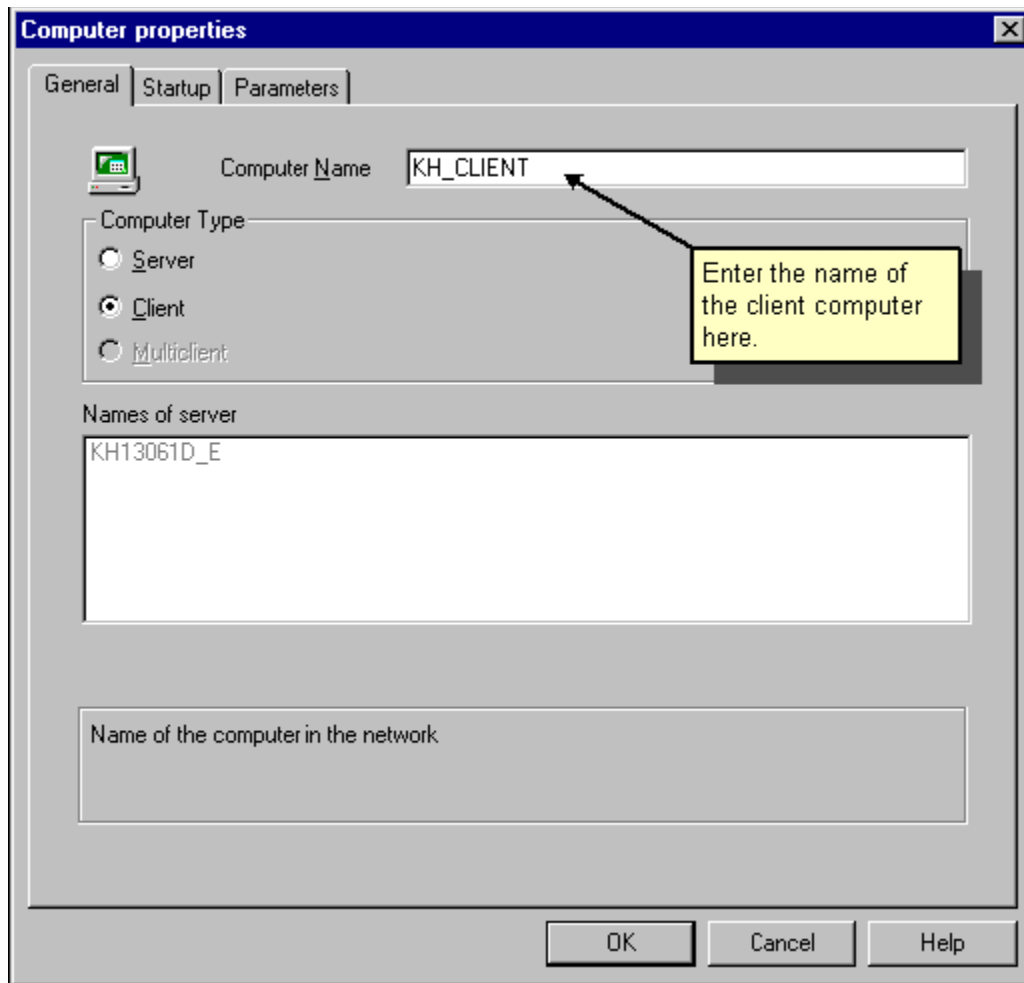 Computer properties
General Startup Parameters
Computer Name KH_CLIENT
Computer Type
Server
Enter the name of
the client computer
here.
Client
Multiclient
Names of server
KH13061D_E
Name of the computer in the network
OK Cancel Help